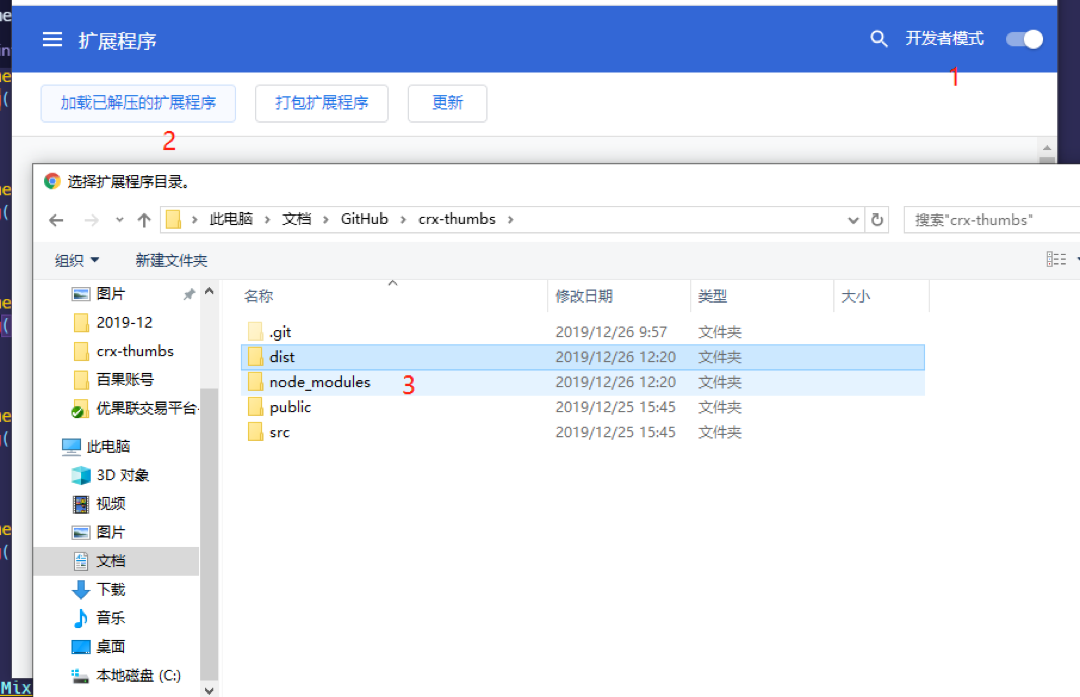 扩展程序 开发者模式
1
加载已解压的扩展程序 打包扩展程序 更新
2
选择扩展程序目录。
此电脑 > 文档 > GitHub > crx-thumbs > 搜索"crx-thumbs"
组织 新建文件夹
名称 修改日期 类型 大小
图片
2019-12
crx-thumbs
百果账号
优果联交易平台
此电脑
3D 对象
视频
图片
文档
下载
音乐
桌面
本地磁盘 (C:)
.git 2019/12/26 9:57 文件夹
dist 2019/12/26 12:20 文件夹
node_modules 2019/12/26 12:20 文件夹
3
public 2019/12/25 15:45 文件夹
src 2019/12/25 15:45 文件夹
Mix